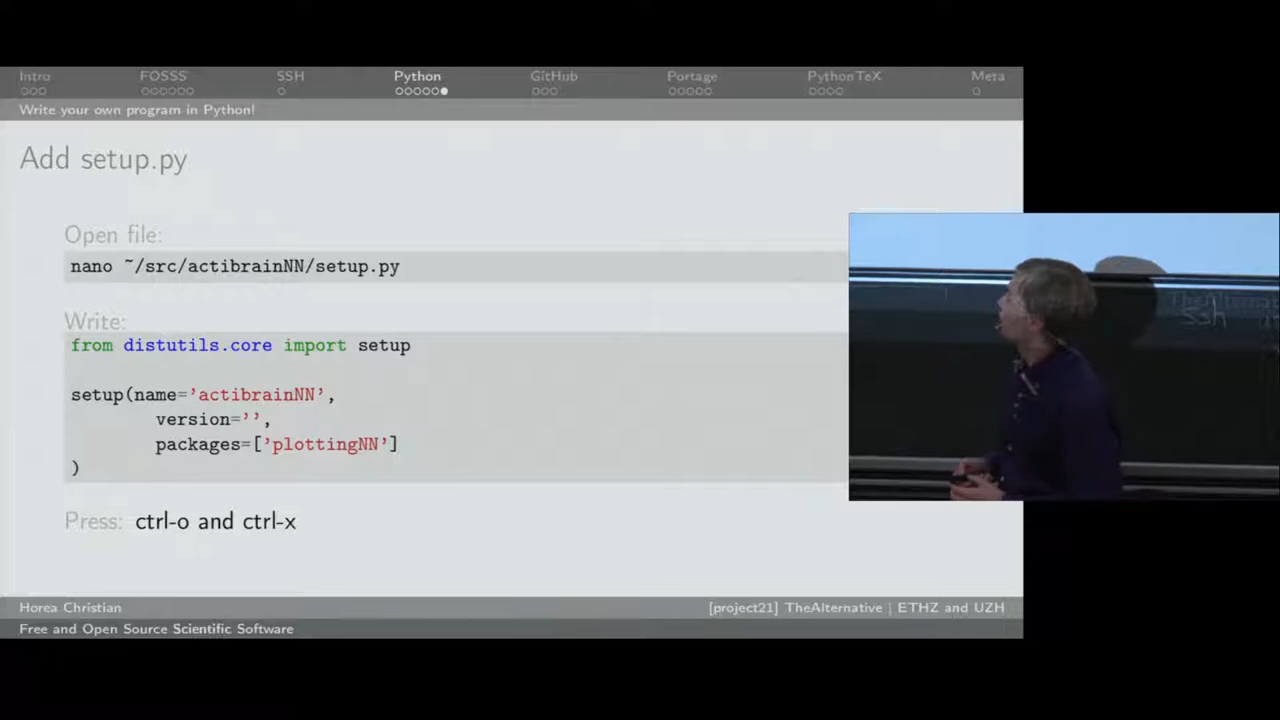 Intro FOSSS SSH Python GitHub Portage PythonTeX Meta
Write your own program in Python!
Add setup.py
Open file:
nano ~/src/actibrainNN/setup.py
Write:
from distutils.core import setup
setup(name='actibrainNN',
version='',
packages=['plottingNN']
)
Press: ctrl-o and ctrl-x
TheAlternat
ssh
Horea Christian [project21] TheAlternative | ETHZ and UZH
Free and Open Source Scientific Software